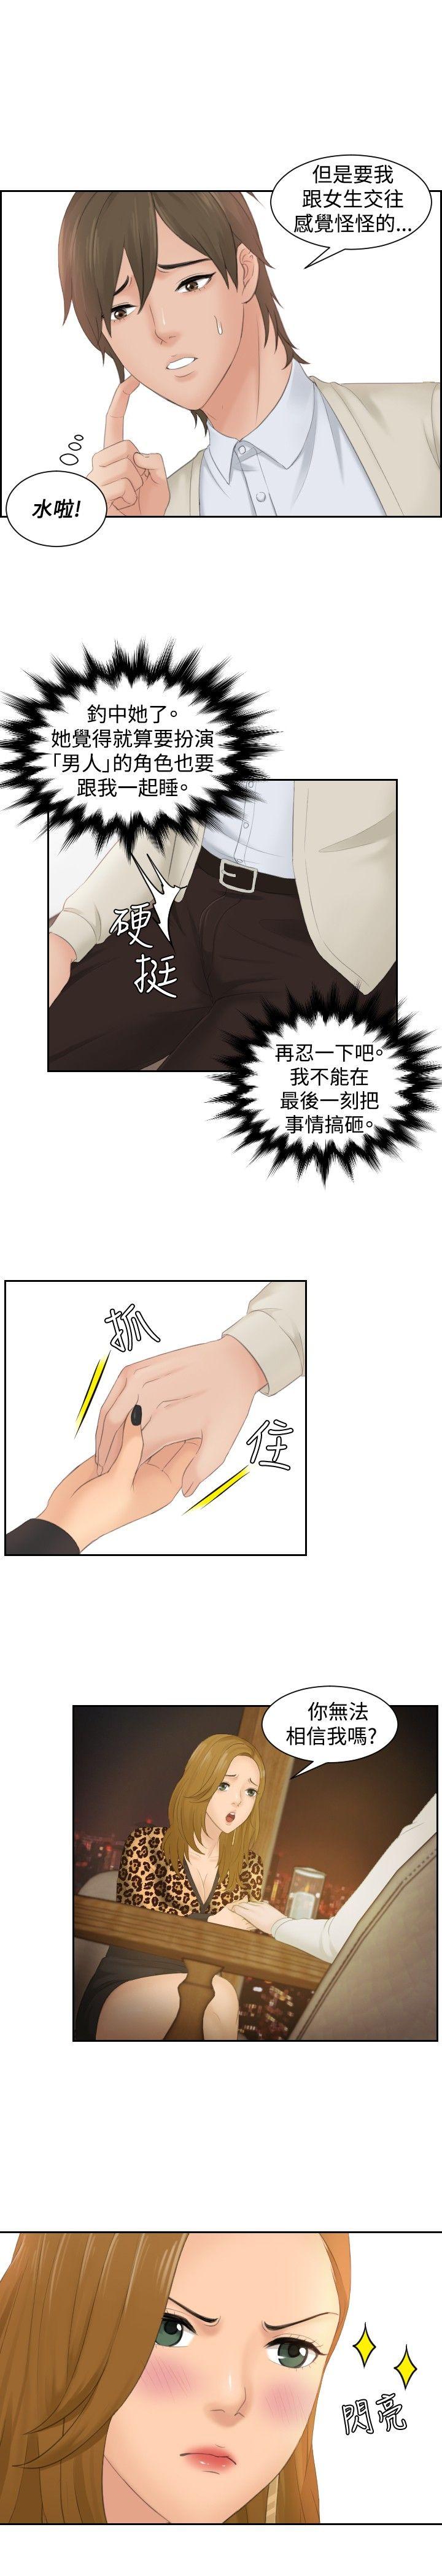 但是要我
跟女生交往
感覺怪怪的...
水啦!
釣中她了。
她覺得就算要扮演
「男人」的角色也要
跟我一起睡。
硬
挺
再忍一下吧。
我不能在
最後一刻把
事情搞砸。
抓
住
你無法
相信我嗎?
閃亮